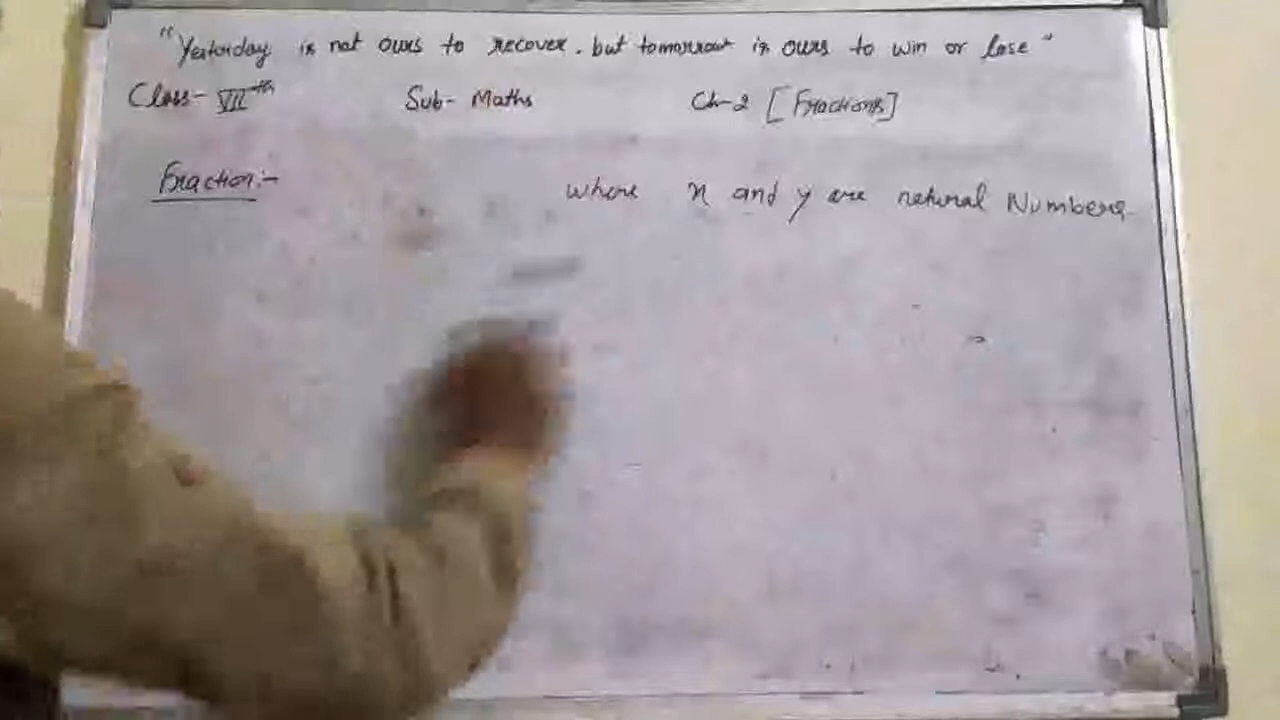 "Yesterday is not ours to recover. but tomorrow is ours to win or lose"
Class- VIIth Sub- Maths Ch-2 [Fractions]
Fraction:- where x and y are natural Numbers.